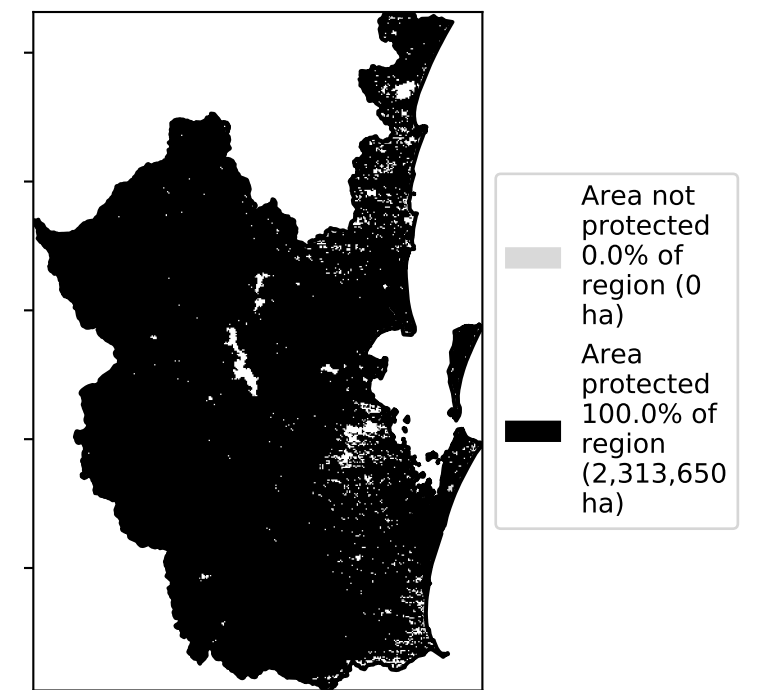 Area not
protected
0.0% of
region (0
ha)
Area
protected
100.0% of
region
(2,313,650
ha)